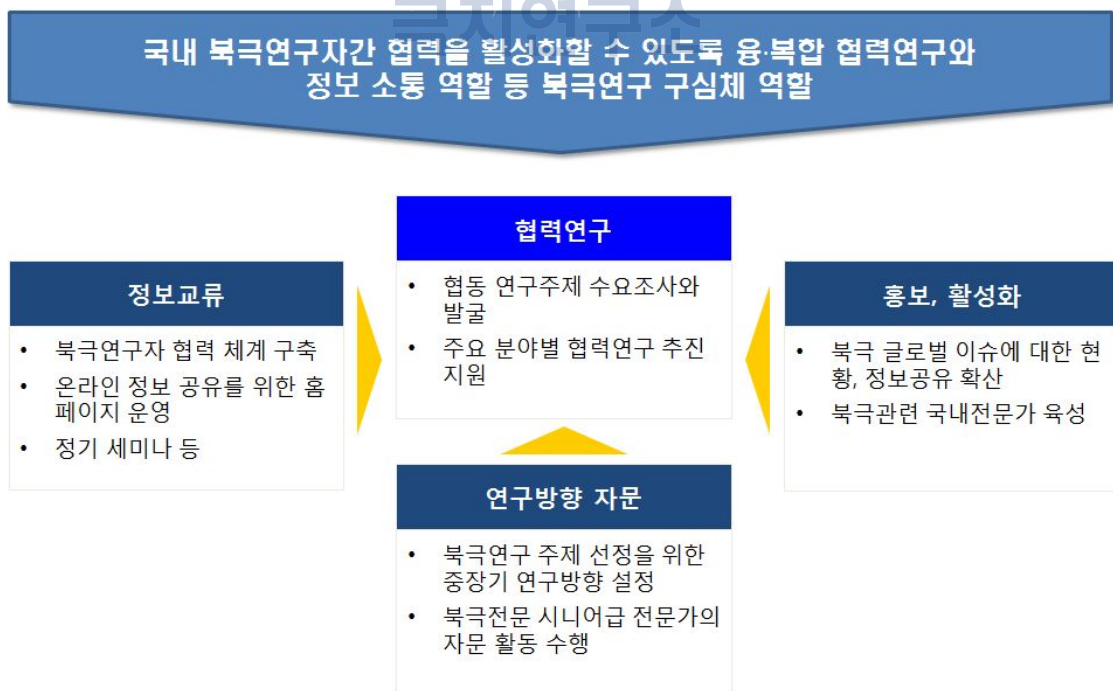 극지연구소
국내 북극연구자간 협력을 활성화할 수 있도록 융·복합 협력연구와
정보 소통 역할 등 북극연구 구심체 역할
협력연구
• 협동 연구주제 수요조사와
발굴
• 주요 분야별 협력연구 추진
지원
정보교류
• 북극연구자 협력 체계 구축
• 온라인 정보 공유를 위한 홈
페이지 운영
• 정기 세미나 등
홍보, 활성화
• 북극 글로벌 이슈에 대한 현
황, 정보공유 확산
• 북극관련 국내전문가 육성
연구방향 자문
• 북극연구 주제 선정을 위한
중장기 연구방향 설정
• 북극전문 시니어급 전문가의
자문 활동 수행